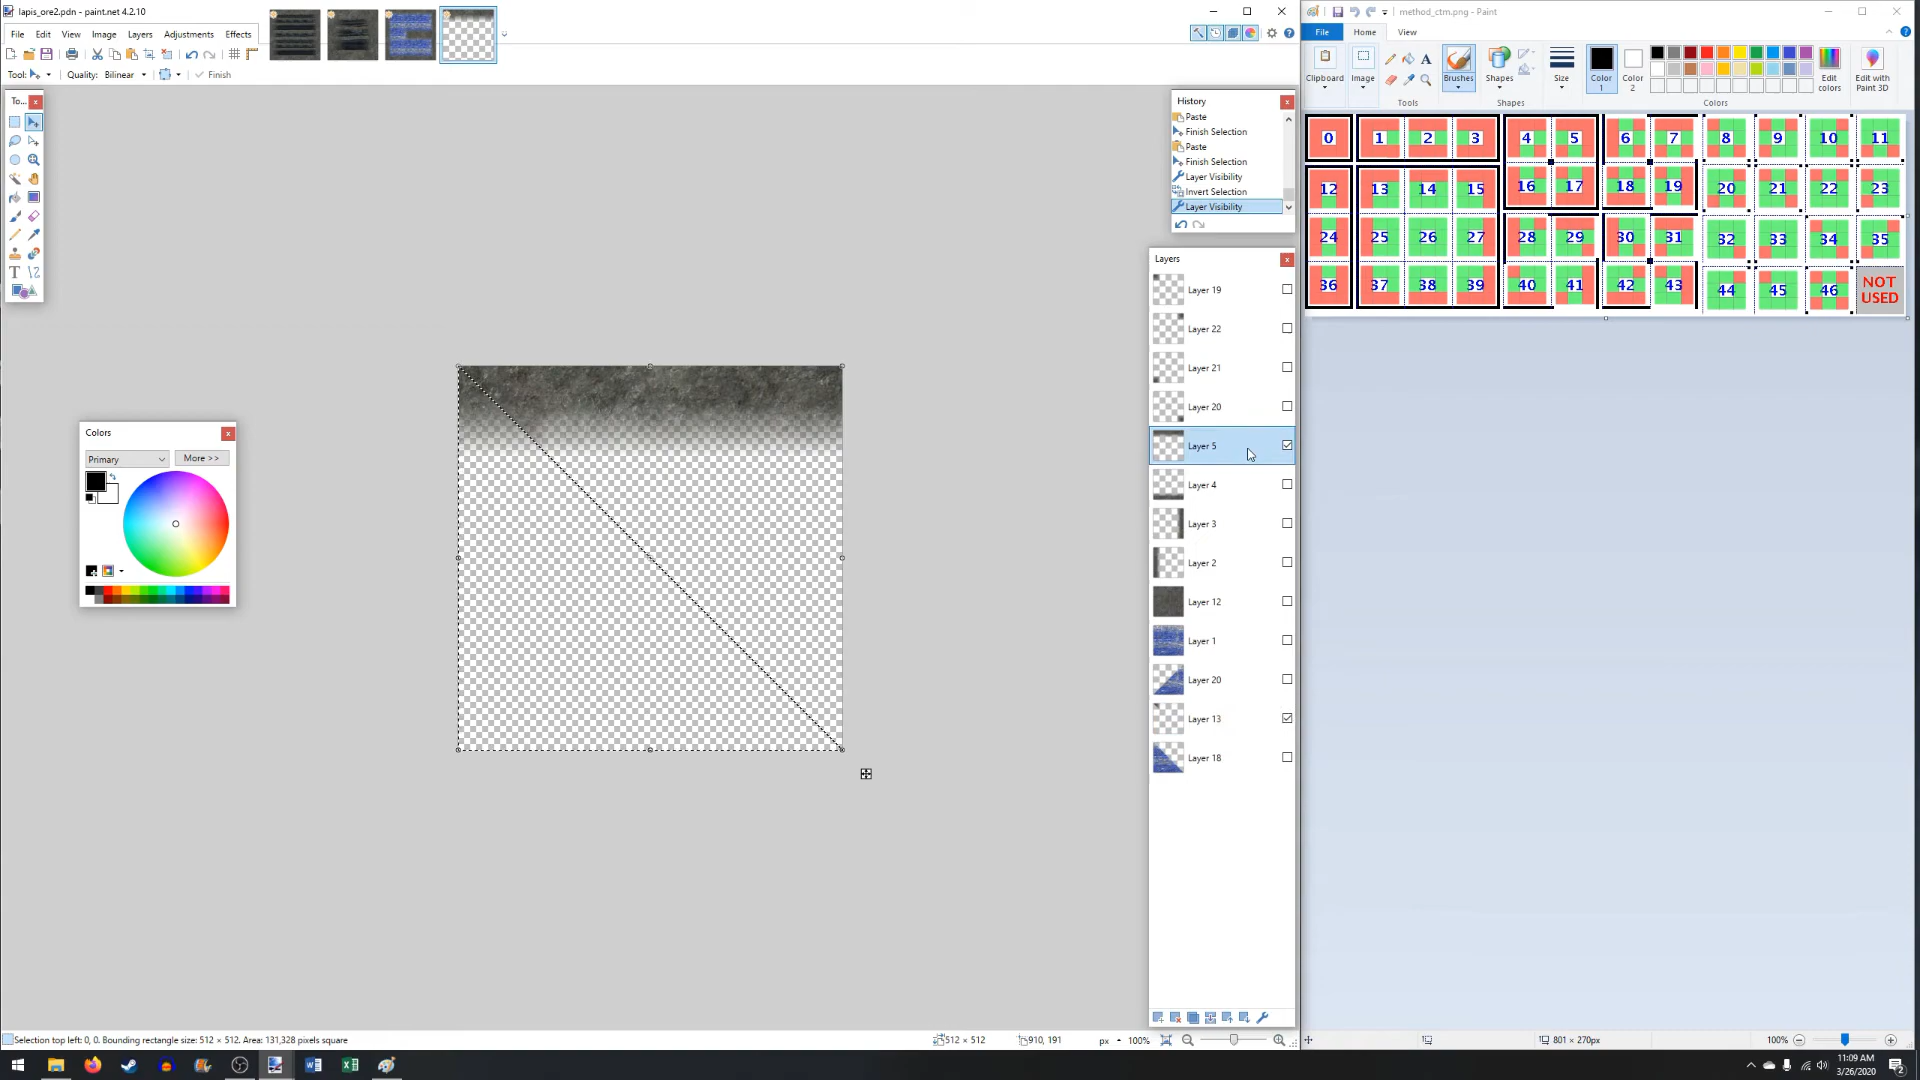 lapis_ore2.pdn - paint.net 4.2.10
File Edit View Image Layers Adjustments Effects
Tool: Quality: Bilinear Finish
To...
Colors
Primary More >>
History
Paste
Finish Selection
Paste
Finish Selection
Layer Visibility
Invert Selection
Layer Visibility
Layers
Layer 19
Layer 22
Layer 21
Layer 20
Layer 5
Layer 4
Layer 3
Layer 2
Layer 12
Layer 1
Layer 20
Layer 13
Layer 18
Selection top left: 0, 0. Bounding rectangle size: 512 × 512. Area: 131,328 pixels square
512 × 512 910, 191 px 100%
method_ctm.png - Paint
File Home View
Clipboard Image Tools Brushes Shapes Size Color 1 Color 2 Edit colors Edit with Paint 3D
Tools Shapes Colors
0 1 2 3 4 5 6 7 8 9 10 11
12 13 14 15 16 17 18 19 20 21 22 23
24 25 26 27 28 29 30 31 32 33 34 35
36 37 38 39 40 41 42 43 44 45 46 NOT USED
801 × 270px 100%
11:09 AM
3/26/2020